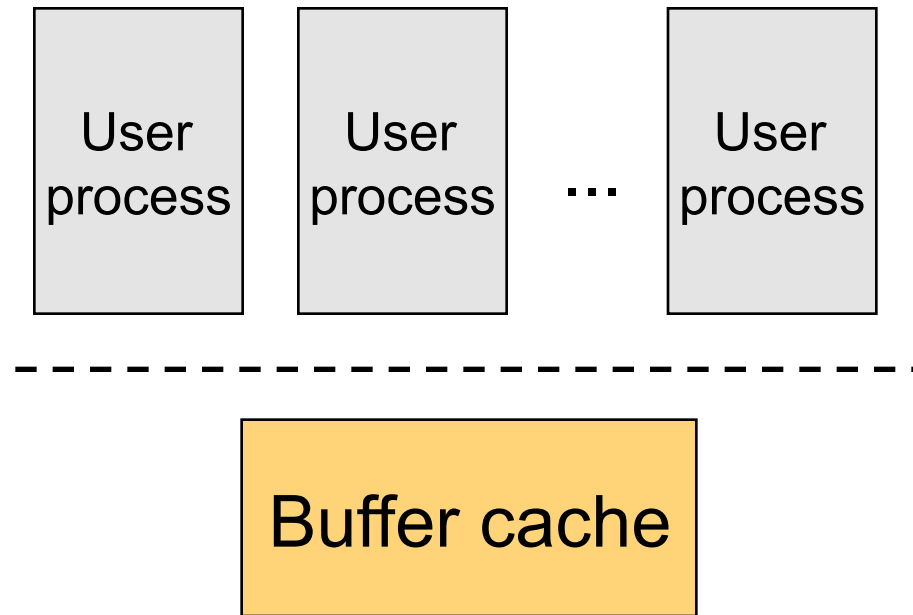 User
process
User
process
...
User
process
Buffer cache